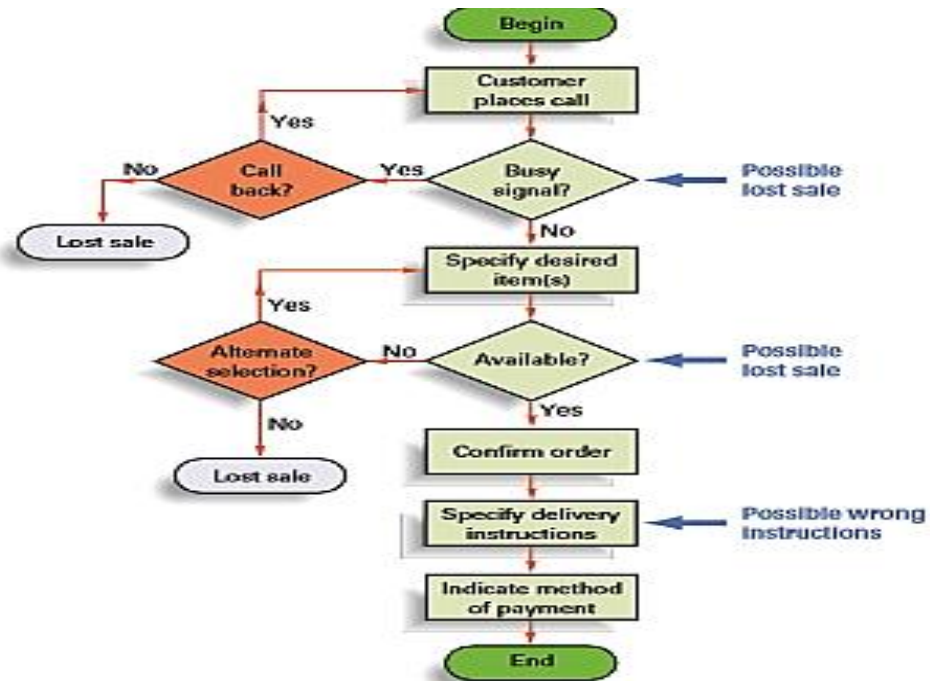 Begin
Customer
places call
Yes
No
Call
back?
Yes
Busy
signal?
Possible
lost sale
Lost sale
No
Specify desired
item(s)
Yes
Alternate
selection?
No
Available?
Possible
lost sale
No
Yes
Lost sale
Confirm order
Specify delivery
instructions
Possible wrong
instructions
Indicate method
of payment
End